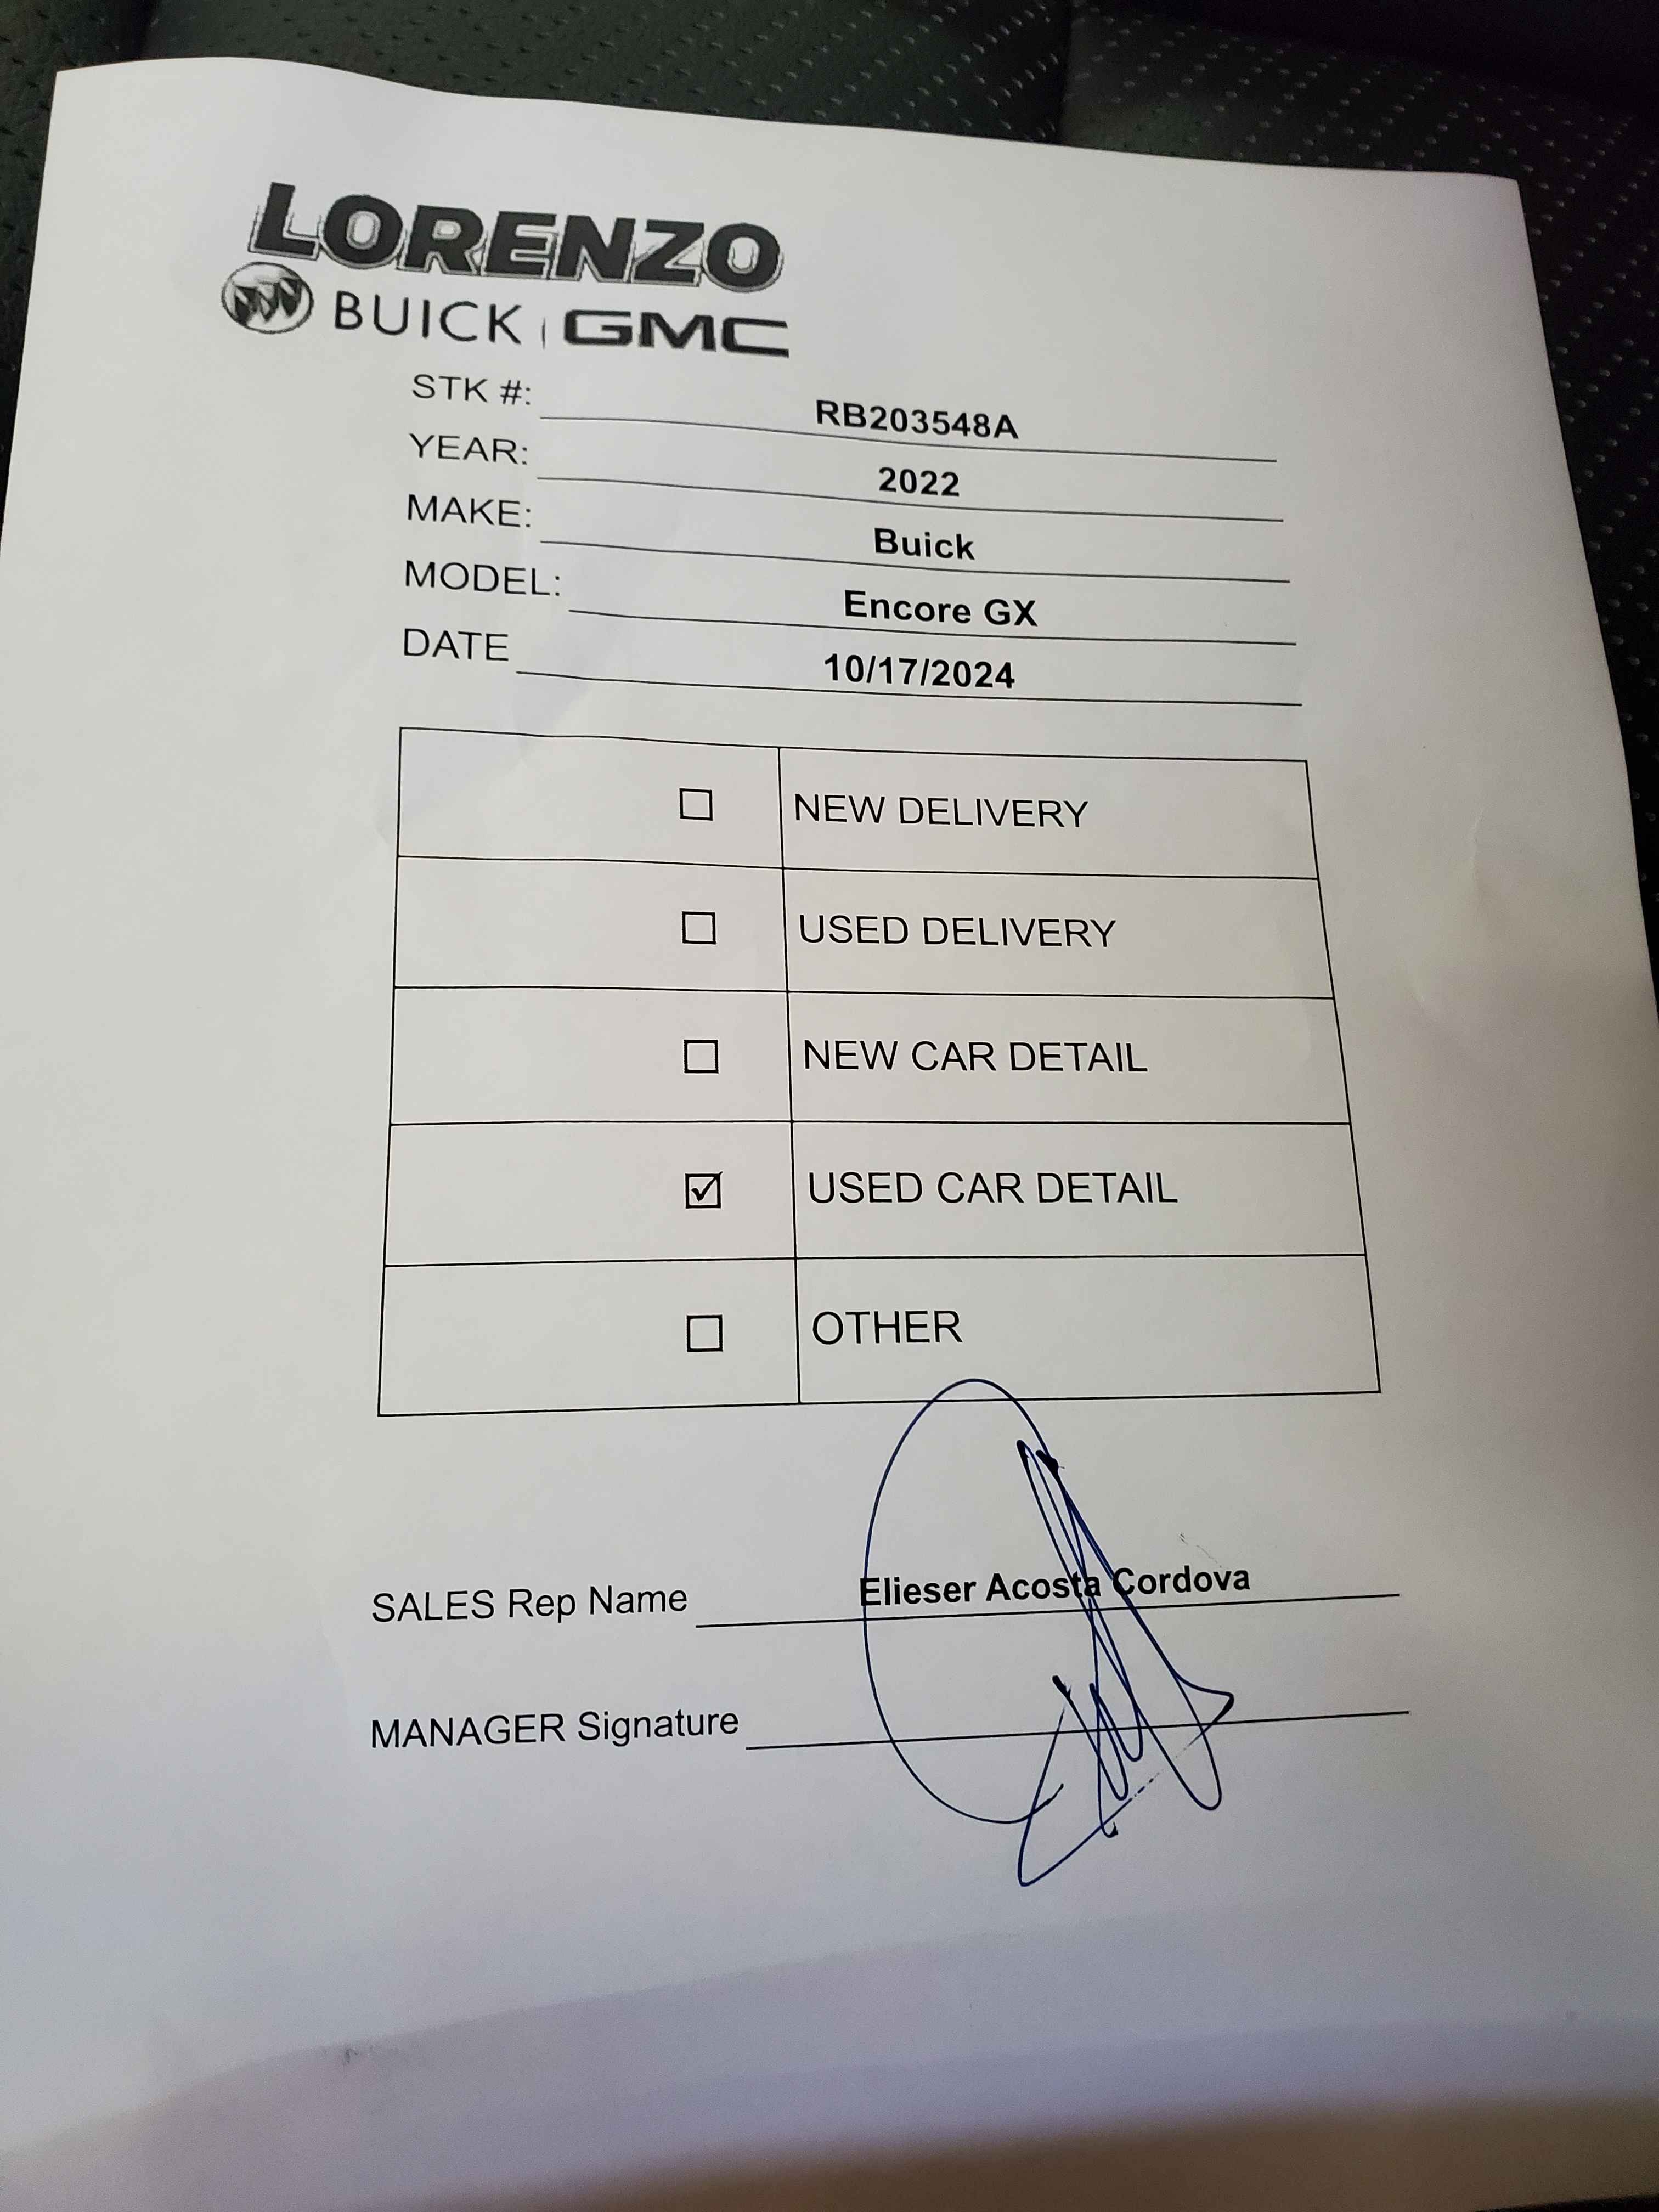 LORENZO
BUICK | GMC
STK #: RB203548A
YEAR: 2022
MAKE: Buick
MODEL: Encore GX
DATE 10/17/2024
☐ NEW DELIVERY
☐ USED DELIVERY
☐ NEW CAR DETAIL
☑ USED CAR DETAIL
☐ OTHER
SALES Rep Name Elieser Acosta Cordova
MANAGER Signature